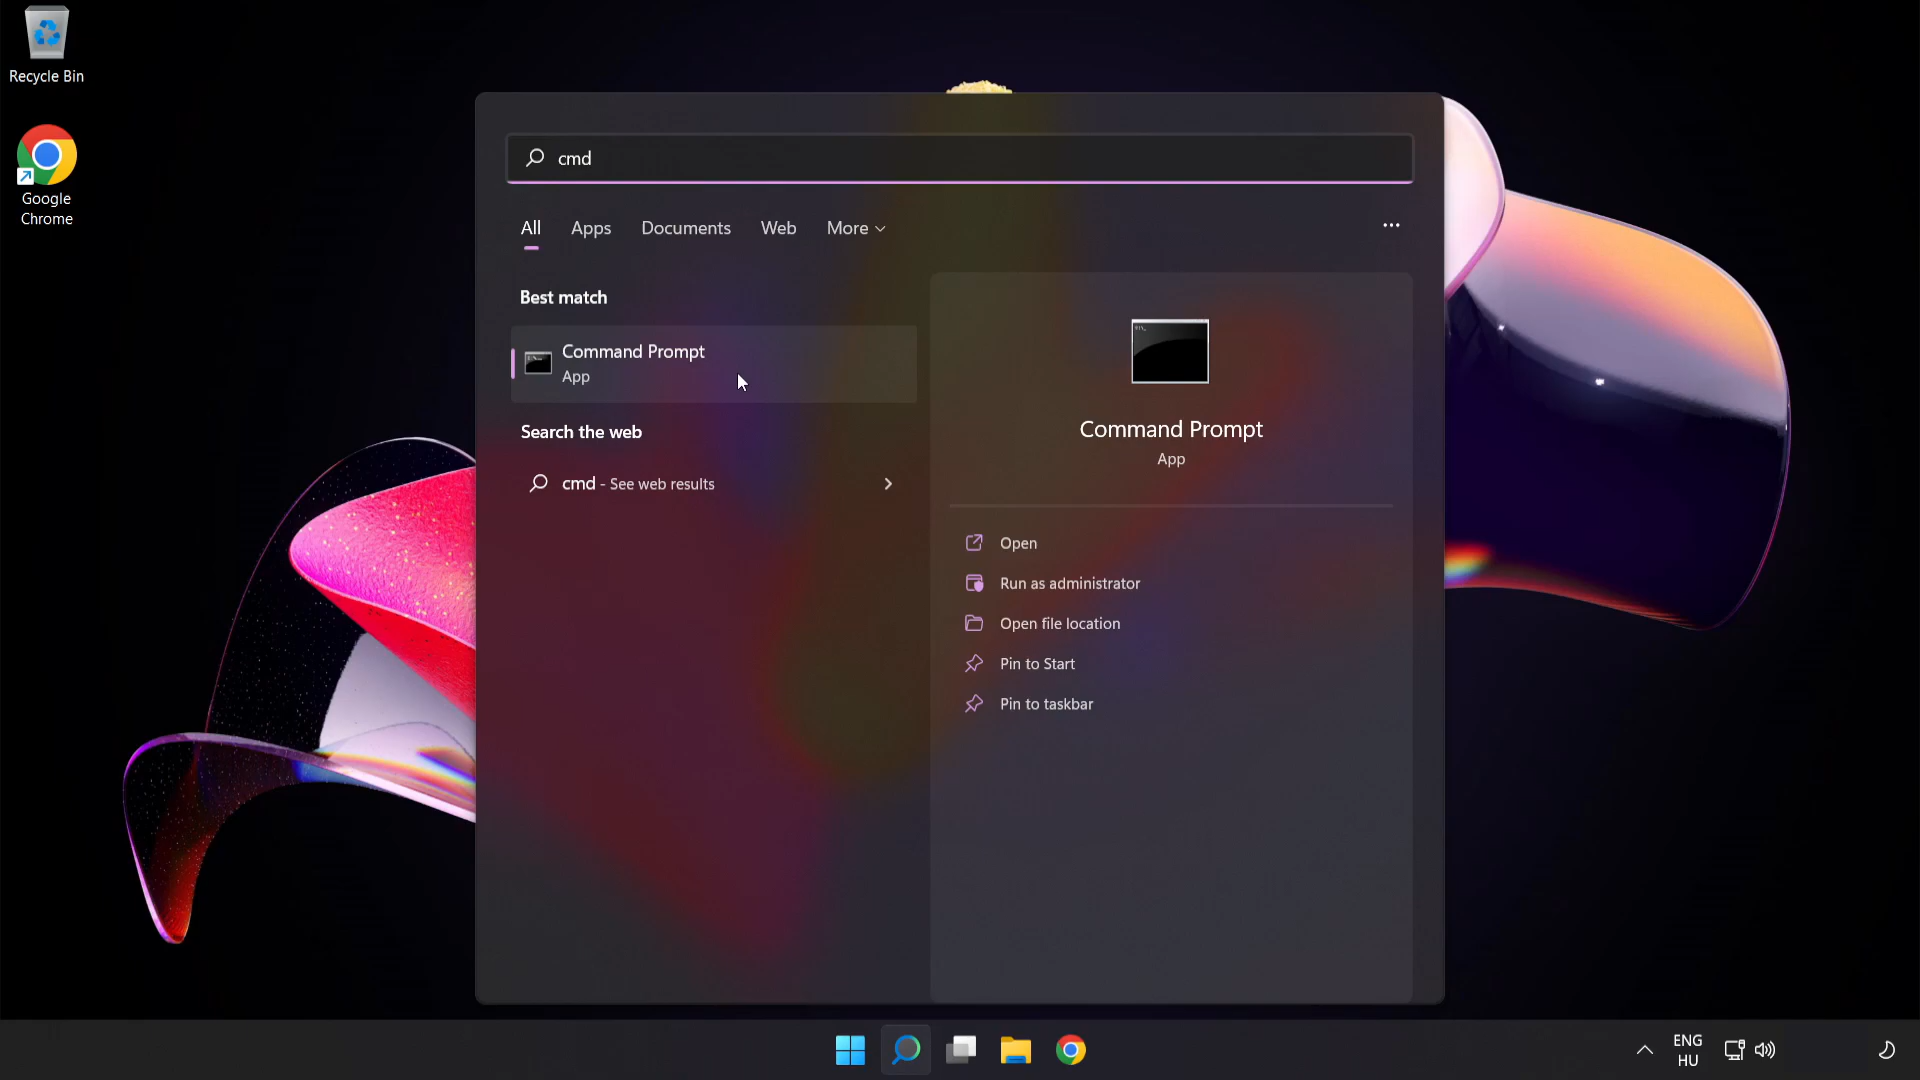 Recycle Bin
Google
Chrome
cmd
All Apps Documents Web More
Best match
Command Prompt
App
Search the web
cmd - See web results
Command Prompt
App
Open
Run as administrator
Open file location
Pin to Start
Pin to taskbar
ENG
HU